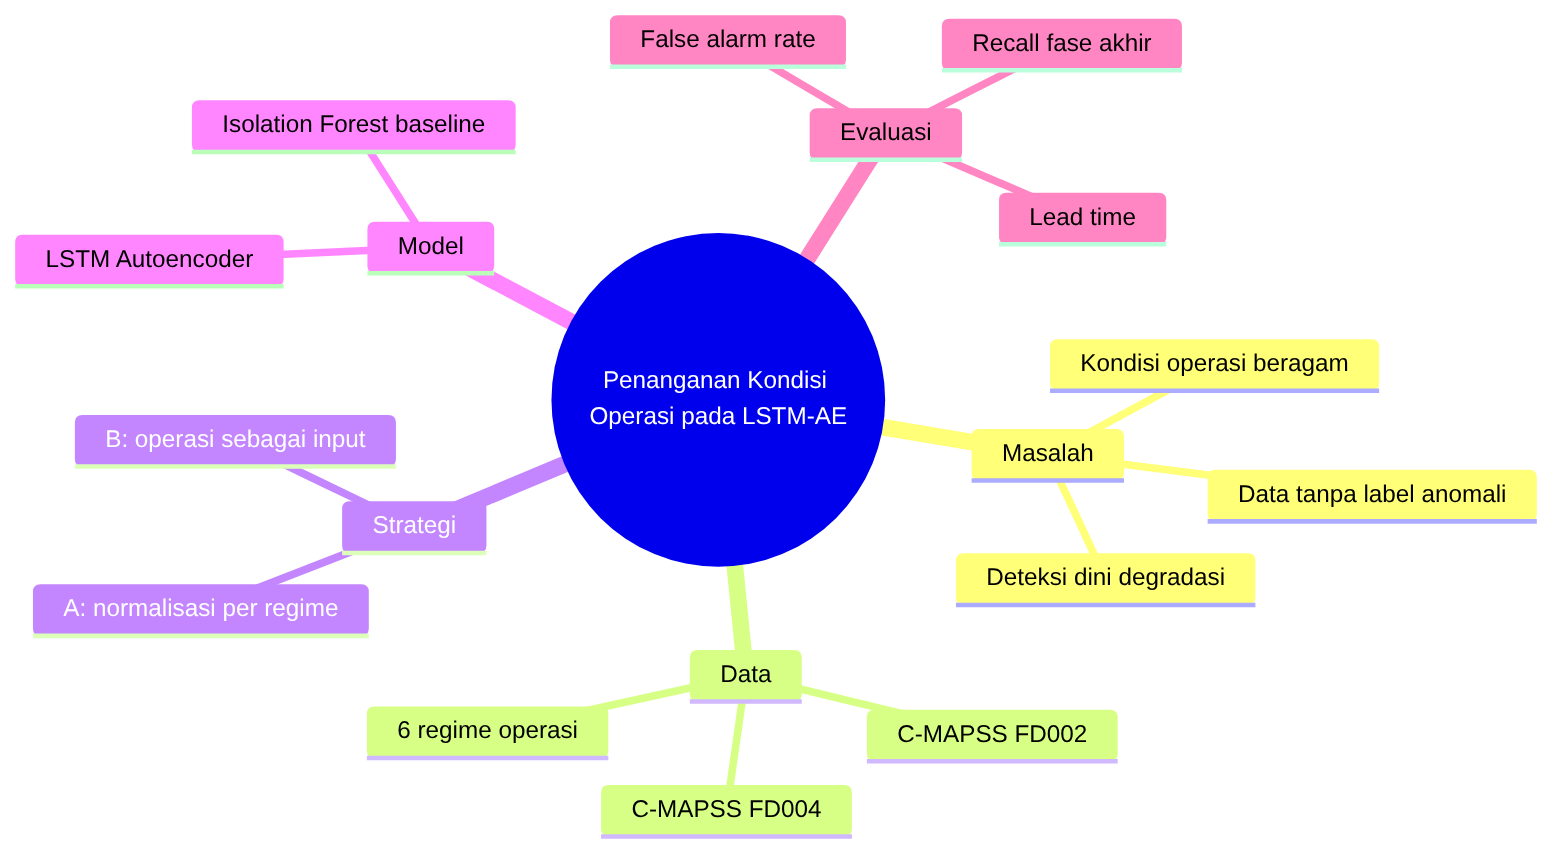 False alarm rate
Recall fase akhir
Evaluasi
Lead time
Isolation Forest baseline
LSTM Autoencoder
Model
Penanganan Kondisi
Operasi pada LSTM-AE
Kondisi operasi beragam
Masalah
Data tanpa label anomali
Deteksi dini degradasi
B: operasi sebagai input
Strategi
A: normalisasi per regime
Data
6 regime operasi
C-MAPSS FD002
C-MAPSS FD004